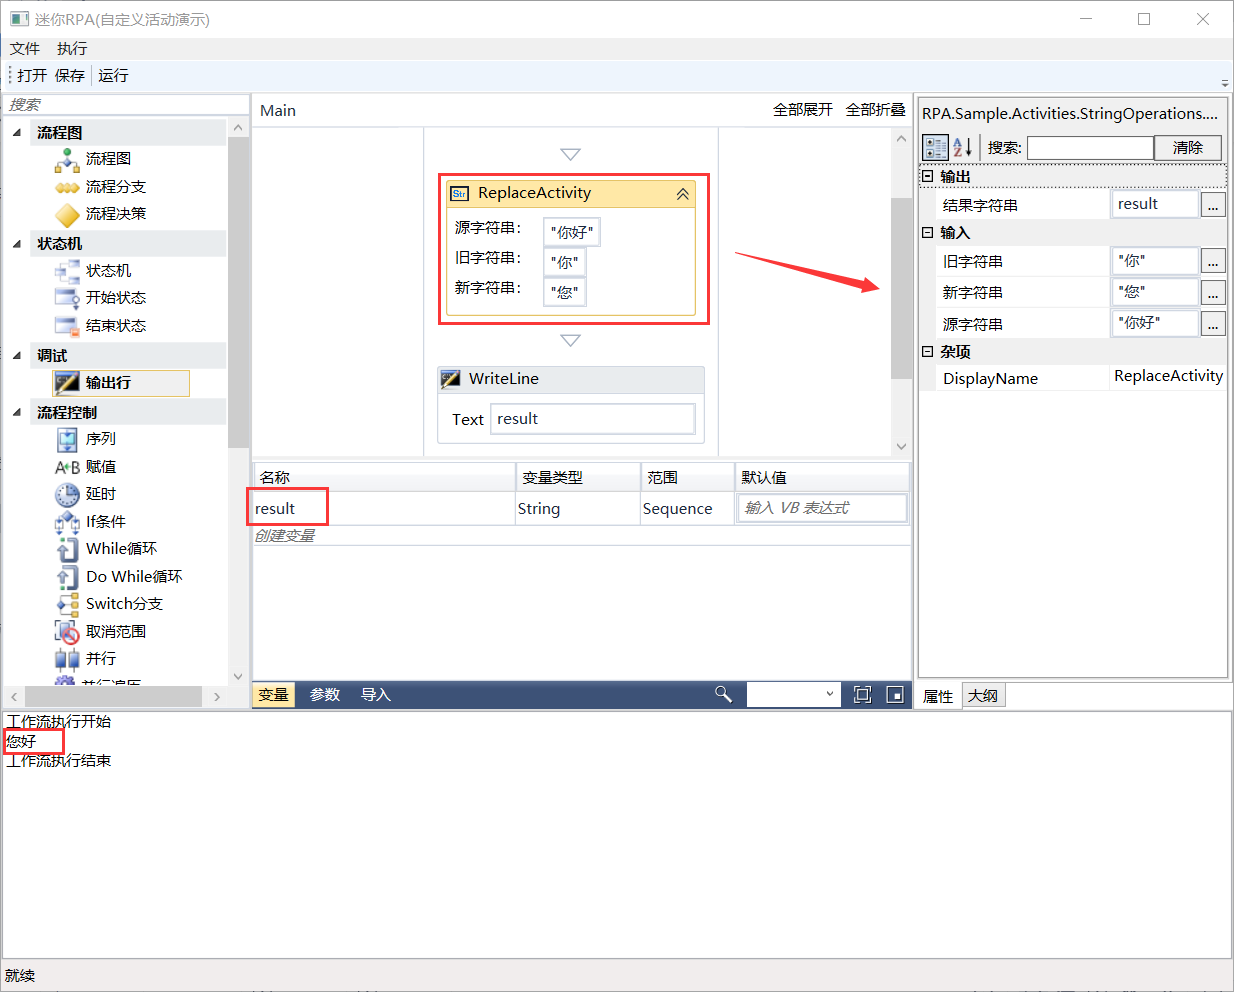 迷你RPA(自定义活动演示)
文件 执行
打开 保存 运行
搜索
流程图
流程图
流程分支
流程决策
状态机
状态机
开始状态
结束状态
调试
输出行
流程控制
序列
A B 赋值
延时
If条件
While循环
Do While循环
Switch分支
取消范围
并行
并行遍历
Main 全部展开 全部折叠
Str ReplaceActivity
源字符串: "你好"
旧字符串: "你"
新字符串: "您"
WriteLine
Text result
名称 变量类型 范围 默认值
result String Sequence 输入 VB 表达式
创建变量
变量 参数 导入
RPA.Sample.Activities.StringOperations....
A Z 搜索: 清除
输出
结果字符串 result ...
输入
旧字符串 "你" ...
新字符串 "您" ...
源字符串 "你好" ...
杂项
DisplayName ReplaceActivity
属性 大纲
工作流执行开始
您好
工作流执行结束
就绪